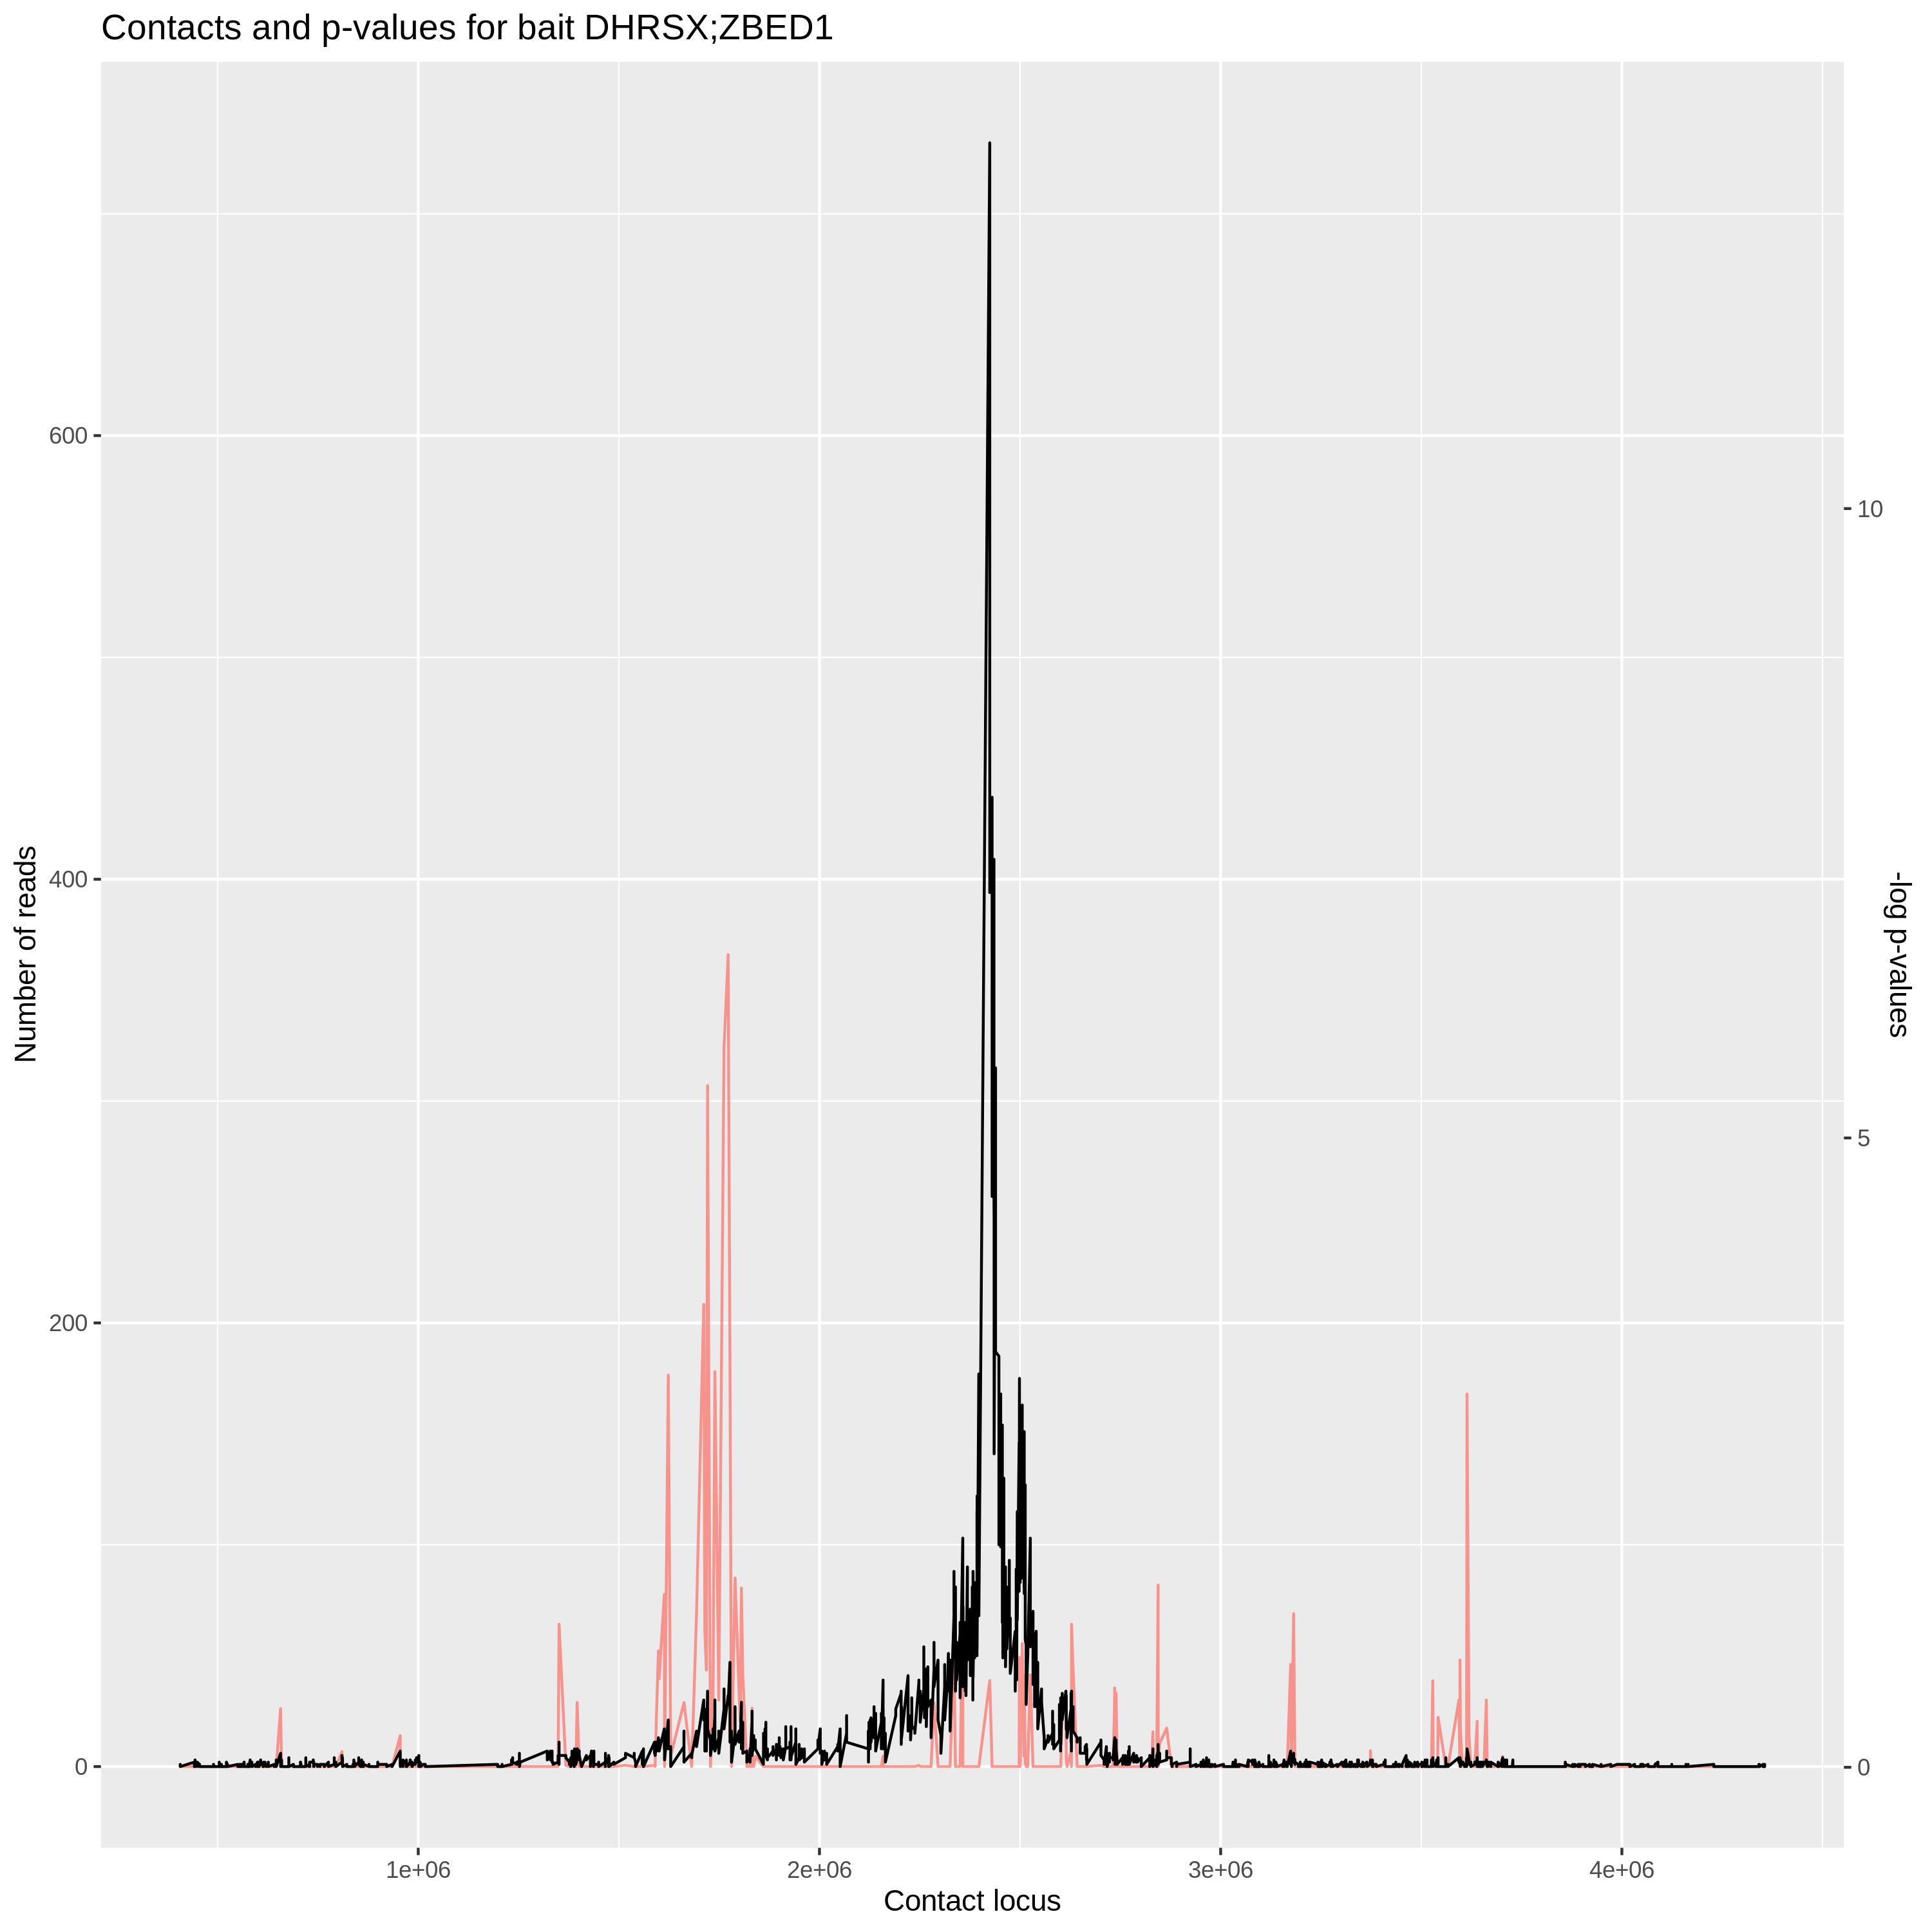 Contacts and p-values for bait DHRSX;ZBED1
Number of reads
600
400
200
0
10
5
0
-log p-values
1e+06
2e+06
3e+06
4e+06
Contact locus